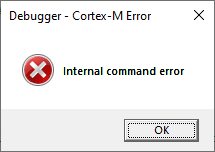 Debugger - Cortex-M Error
Internal command error
OK